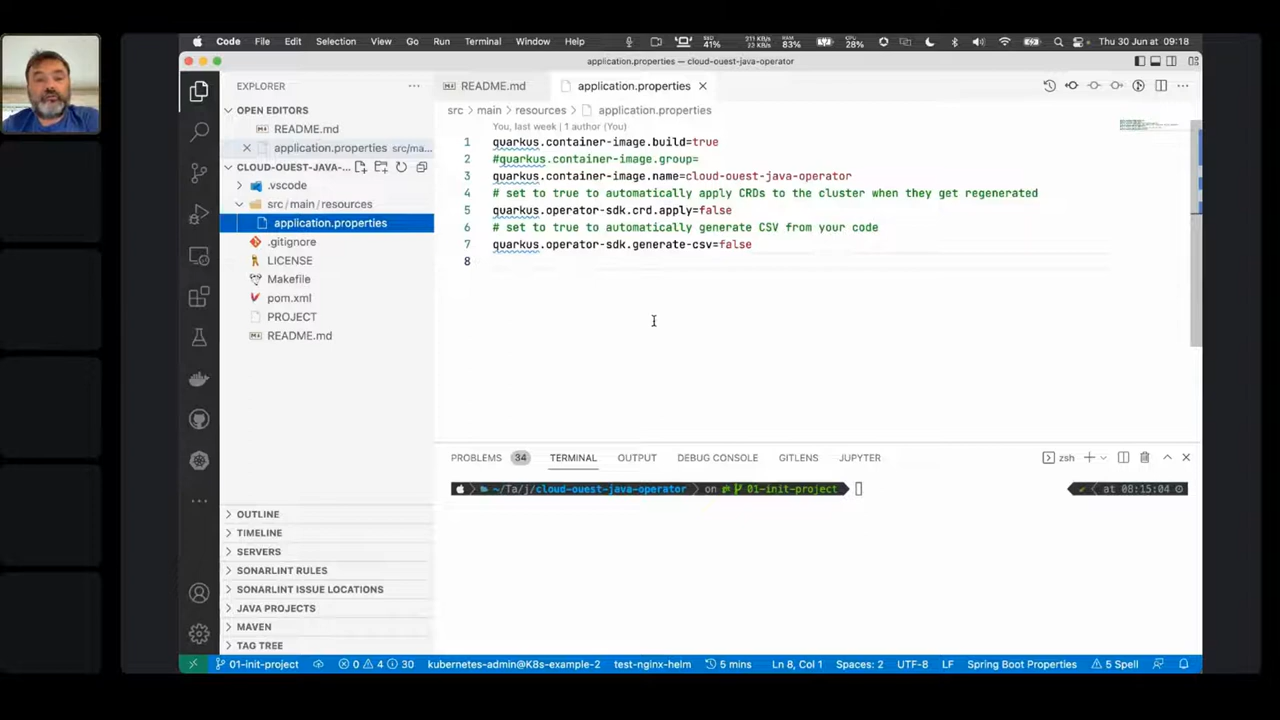 Code File Edit Selection View Go Run Terminal Window Help SSD 41% RAM 83% CPU 28% Thu 30 Jun at 09:18
application.properties — cloud-ouest-java-operator
EXPLORER
README.md
application.properties
src > main > resources > application.properties
OPEN EDITORS
README.md
application.properties src/ma...
CLOUD-OUEST-JAVA-...
.vscode
src/main/resources
application.properties
.gitignore
LICENSE
Makefile
pom.xml
PROJECT
README.md
You, last week | 1 author (You)
1 quarkus.container-image.build=true
2 #quarkus.container-image.group=
3 quarkus.container-image.name=cloud-ouest-java-operator
4 # set to true to automatically apply CRDs to the cluster when they get regenerated
5 quarkus.operator-sdk.crd.apply=false
6 # set to true to automatically generate CSV from your code
7 quarkus.operator-sdk.generate-csv=false
8
PROBLEMS 34 TERMINAL OUTPUT DEBUG CONSOLE GITLENS JUPYTER zsh
~/Ta/j/cloud-ouest-java-operator on 01-init-project at 08:15:04
OUTLINE
TIMELINE
SERVERS
SONARLINT RULES
SONARLINT ISSUE LOCATIONS
JAVA PROJECTS
MAVEN
TAG TREE
01-init-project 0 4 30 kubernetes-admin@K8s-example-2 test-nginx-helm 5 mins Ln 8, Col 1 Spaces: 2 UTF-8 LF Spring Boot Properties 5 Spell